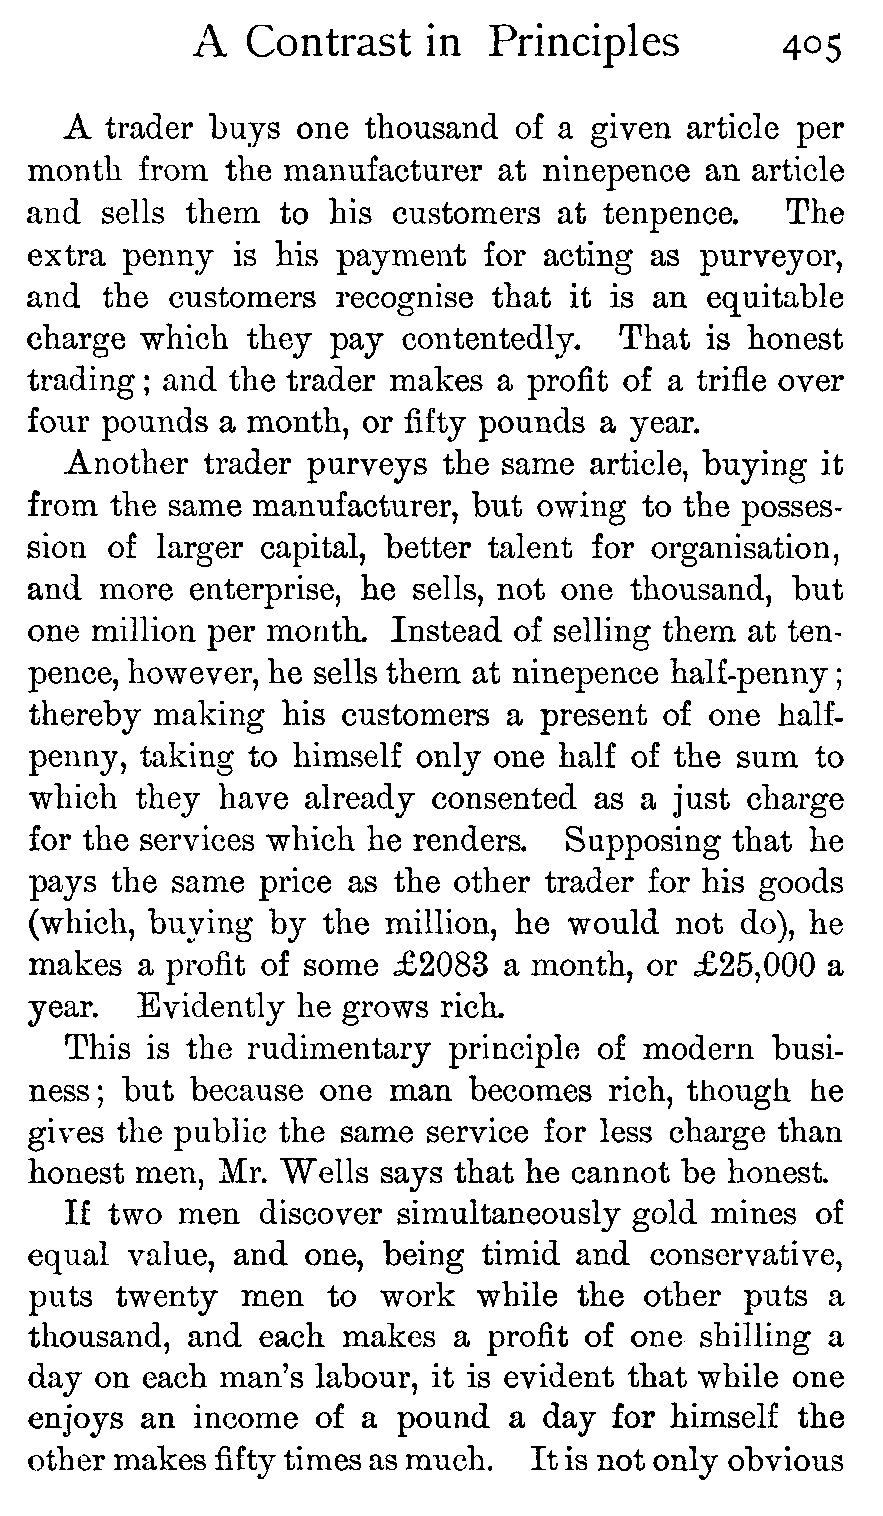 A Contrast in Principles 405
A trader buys one thousand of a given article per
month from the manufacturer at ninepence an article
and sells them to his customers at tenpence. The
extra penny is his payment for acting as purveyor,
and the customers recognise that it is an equitable
charge which they pay contentedly. That is honest
trading; and the trader makes a profit of a trifle over
four pounds a month, or fifty pounds a year.
Another trader purveys the same article, buying it
from the same manufacturer, but owing to the posses-
sion of larger capital, better talent for organisation,
and more enterprise, he sells, not one thousand, but
one million per month. Instead of selling them at ten-
pence, however, he sells them at ninepence half-penny;
thereby making his customers a present of one half-
penny, taking to himself only one half of the sum to
which they have already consented as a just charge
for the services which he renders. Supposing that he
pays the same price as the other trader for his goods
(which, buying by the million, he would not do), he
makes a profit of some £2083 a month, or £25,000 a
year. Evidently he grows rich.
This is the rudimentary principle of modern busi-
ness; but because one man becomes rich, though he
gives the public the same service for less charge than
honest men, Mr. Wells says that he cannot be honest.
If two men discover simultaneously gold mines of
equal value, and one, being timid and conservative,
puts twenty men to work while the other puts a
thousand, and each makes a profit of one shilling a
day on each man's labour, it is evident that while one
enjoys an income of a pound a day for himself the
other makes fifty times as much. It is not only obvious